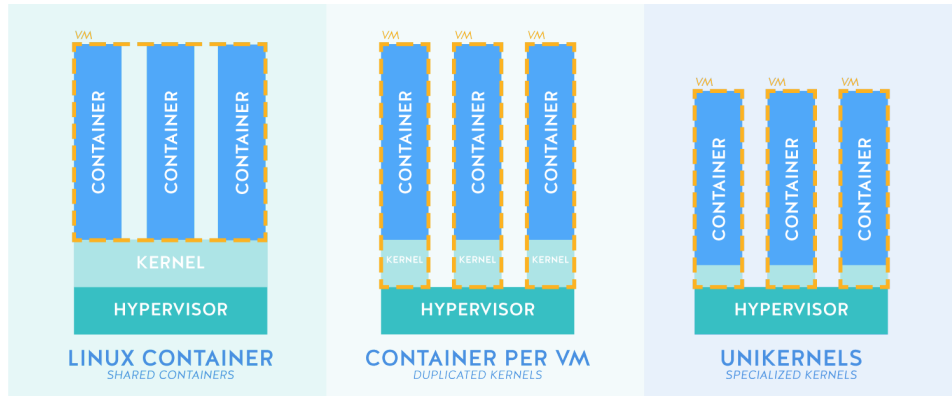 VM
CONTAINER
CONTAINER
CONTAINER
KERNEL
HYPERVISOR
LINUX CONTAINER
SHARED CONTAINERS
VM
VM
VM
CONTAINER
CONTAINER
CONTAINER
KERNEL
KERNEL
KERNEL
HYPERVISOR
CONTAINER PER VM
DUPLICATED KERNELS
VM
VM
VM
CONTAINER
CONTAINER
CONTAINER
HYPERVISOR
UNIKERNELS
SPECIALIZED KERNELS